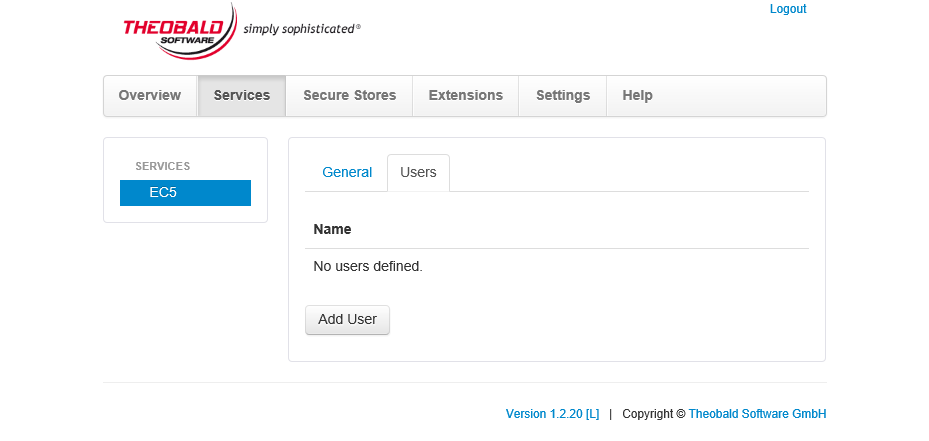 Logout
THEOBALD
SOFTWARE
simply sophisticated®
Overview Services Secure Stores Extensions Settings Help
SERVICES
EC5
General Users
Name
No users defined.
Add User
Version 1.2.20 [L] | Copyright © Theobald Software GmbH